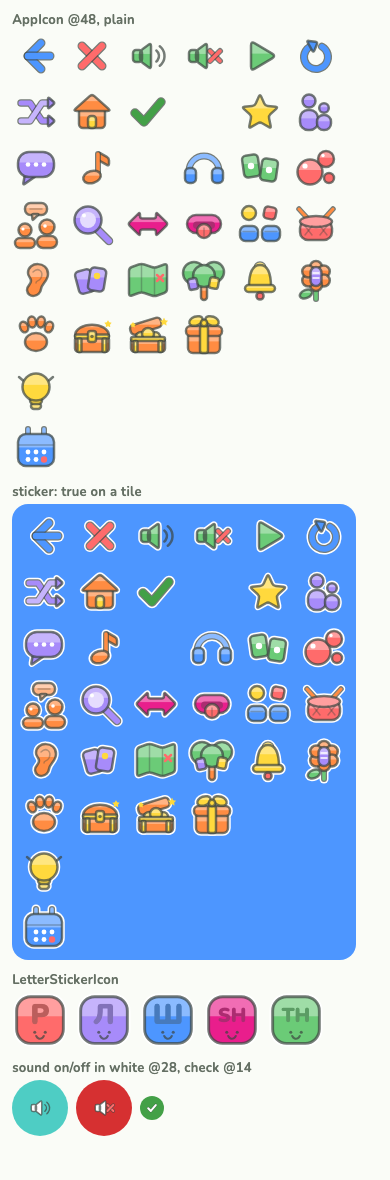 AppIcon @48, plain
sticker: true on a tile
LetterStickerIcon
Р Л Ш SH TH
sound on/off in white @28, check @14